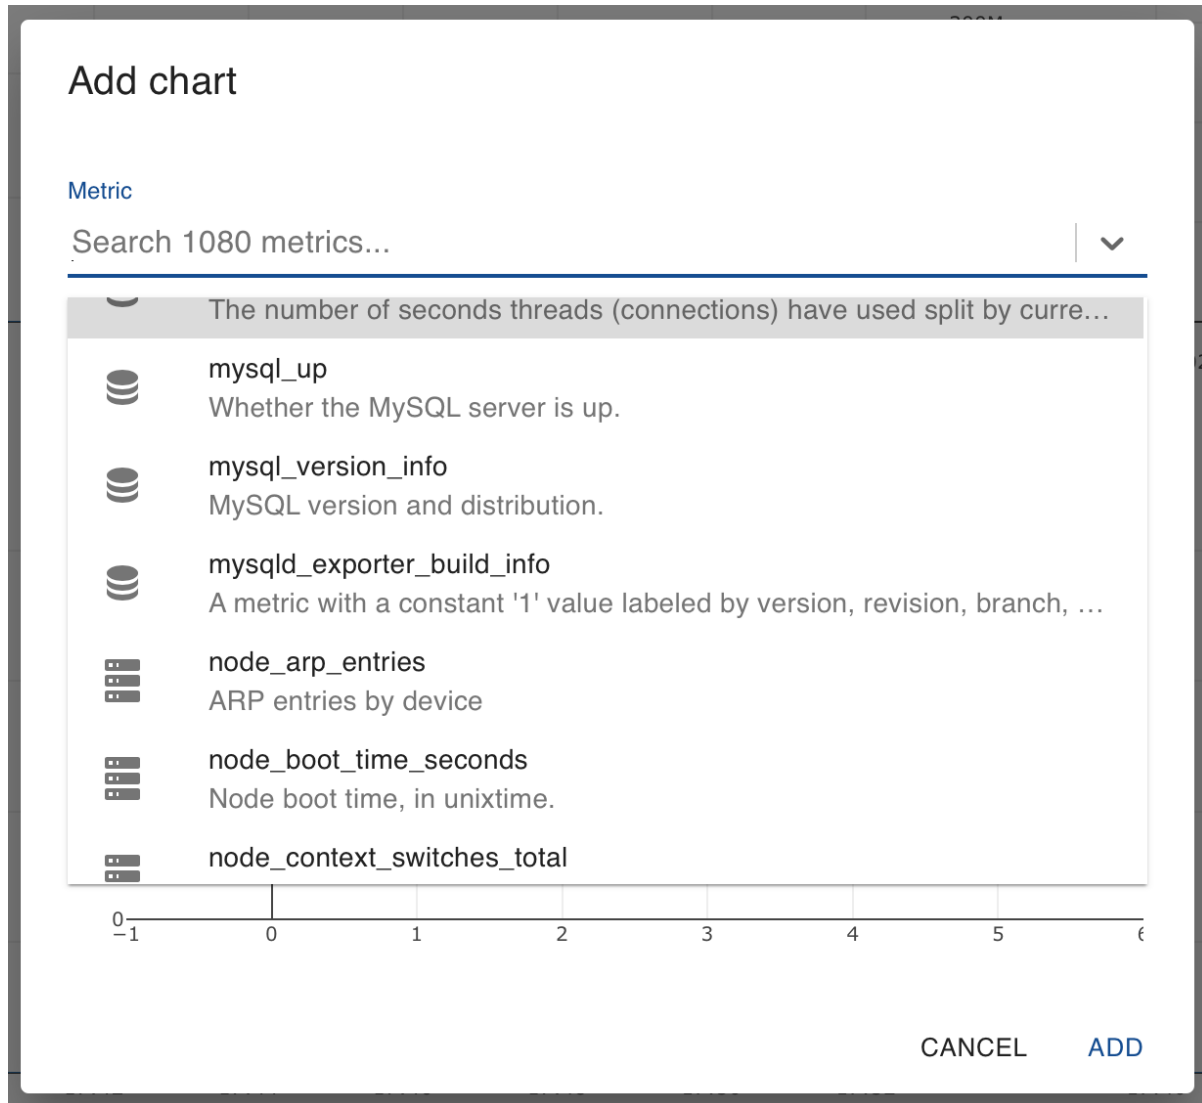 Add chart
Metric
Search 1080 metrics...
The number of seconds threads (connections) have used split by curre...
mysql_up
Whether the MySQL server is up.
mysql_version_info
MySQL version and distribution.
mysqld_exporter_build_info
A metric with a constant '1' value labeled by version, revision, branch, ...
node_arp_entries
ARP entries by device
node_boot_time_seconds
Node boot time, in unixtime.
node_context_switches_total
0
−1 0 1 2 3 4 5
CANCEL ADD